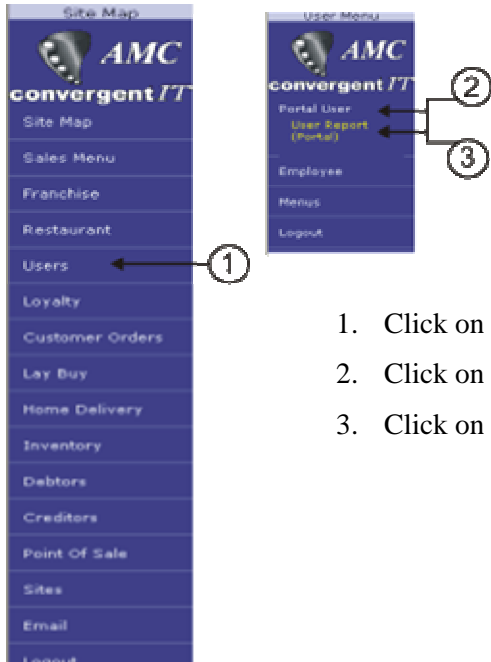 Site Map
AMC
convergent IT
Site Map
Sales Menu
Franchise
Restaurant
Users
Loyalty
Customer Orders
Lay Buy
Home Delivery
Inventory
Debtors
Creditors
Point Of Sale
Sites
Email
Logout
User Menu
AMC
convergent IT
Portal User
User Report
(Portal)
Employee
Menus
Logout
1
2
3
1. Click on
2. Click on
3. Click on